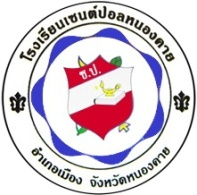 โรงเรียนเซนต์ปอลหนองคาย
ซ.ป.
อำเภอเมือง จังหวัดหนองคาย